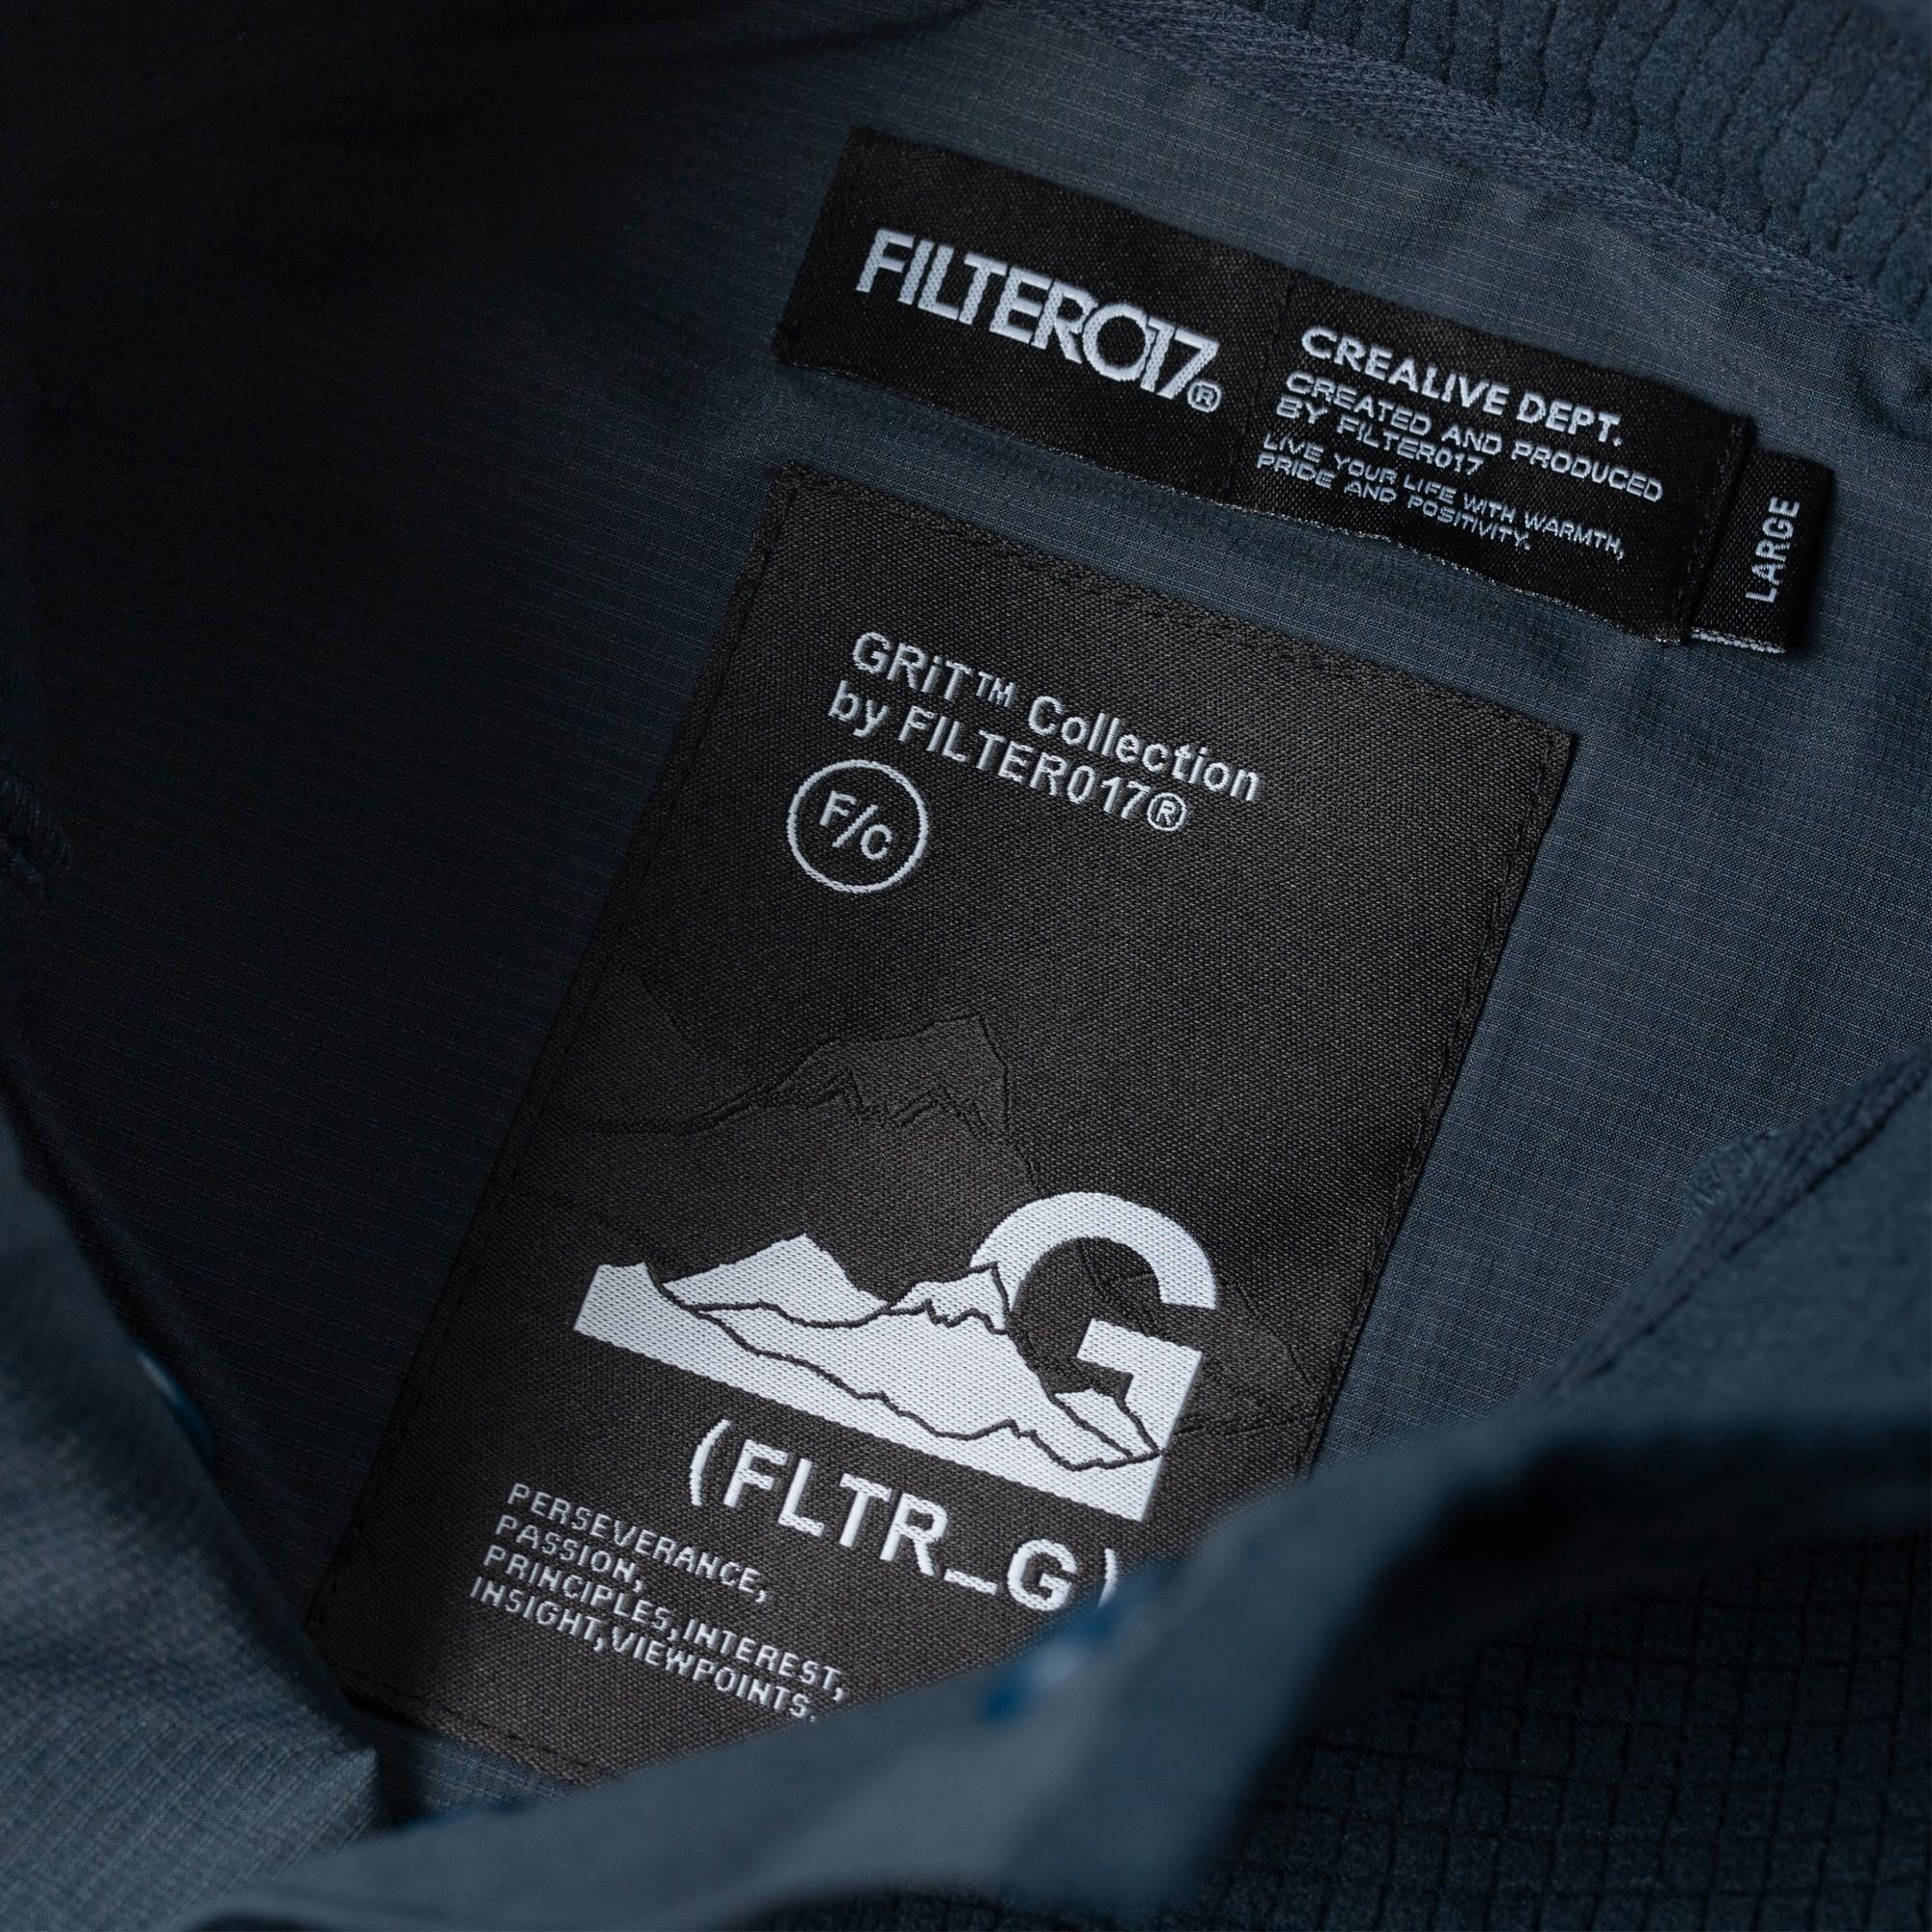 FILTER017®
CREALIVE DEPT.
CREATED AND PRODUCED
BY FILTER017
LIVE YOUR LIFE WITH WARMTH,
PRIDE AND POSITIVITY.
LARGE
GRiT™ Collection
by FILTER017®
F/C
G
(FLTR_G)
PERSEVERANCE,
PASSION,
PRINCIPLES,INTEREST,
INSIGHT,VIEWPOINTS.